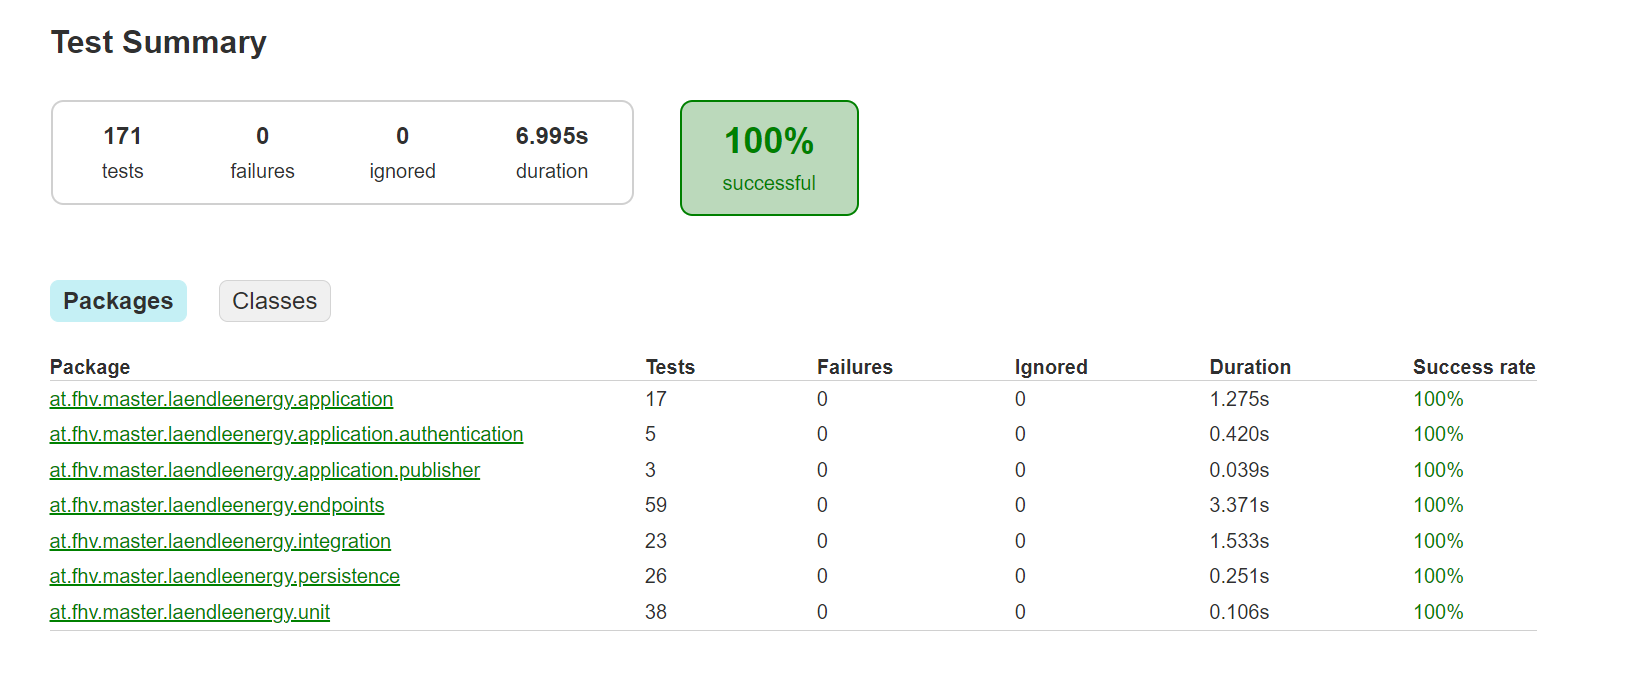 Test Summary
171 0 0 6.995s
tests failures ignored duration
100%
successful
Packages Classes
Package Tests Failures Ignored Duration Success rate
at.fhv.master.laendleenergy.application 17 0 0 1.275s 100%
at.fhv.master.laendleenergy.application.authentication 5 0 0 0.420s 100%
at.fhv.master.laendleenergy.application.publisher 3 0 0 0.039s 100%
at.fhv.master.laendleenergy.endpoints 59 0 0 3.371s 100%
at.fhv.master.laendleenergy.integration 23 0 0 1.533s 100%
at.fhv.master.laendleenergy.persistence 26 0 0 0.251s 100%
at.fhv.master.laendleenergy.unit 38 0 0 0.106s 100%